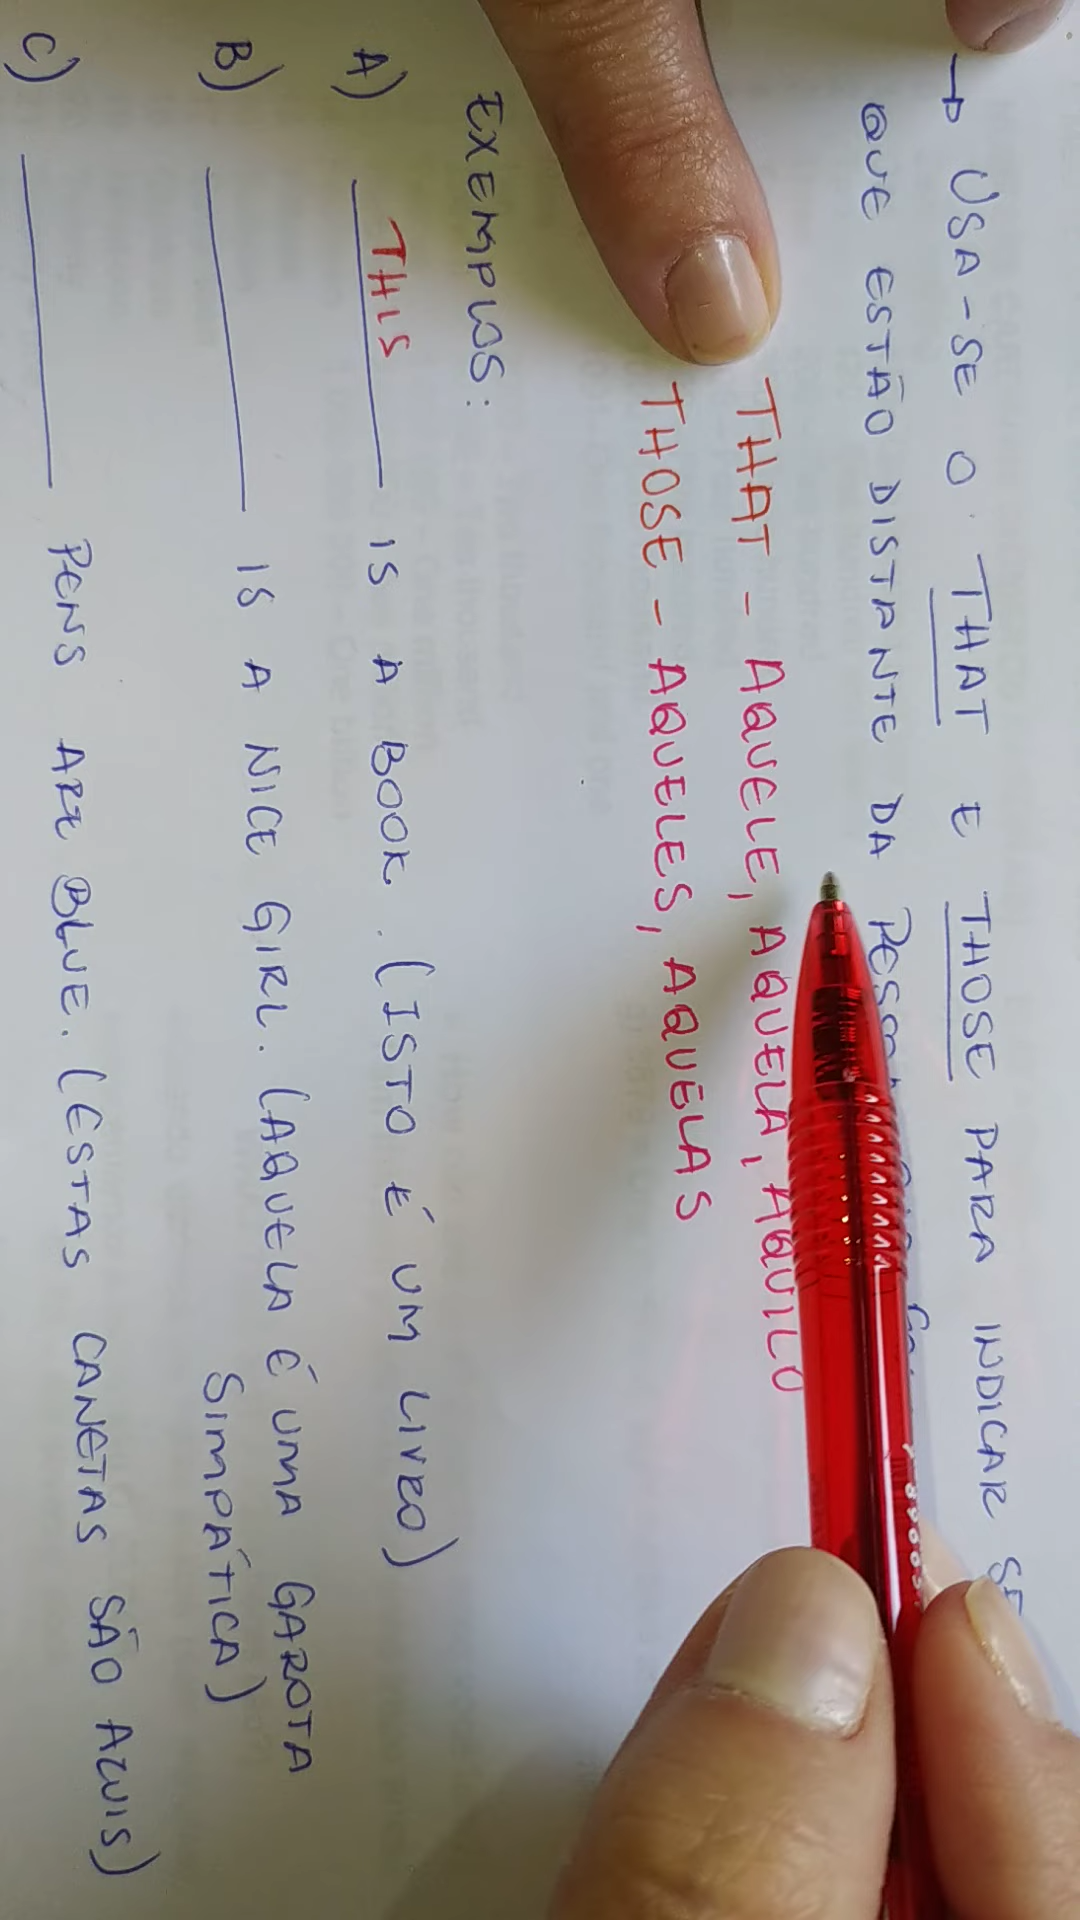 → USA-SE O THAT E THOSE PARA INDICAR
QUE ESTÃO DISTANTE DA
THAT - AQUELE, AQUELA, AQUILO
THOSE - AQUELES, AQUELAS
EXEMPLOS:
A) THIS IS A BOOK. (ISTO É UM LIVRO)
B) ________ IS A NICE GIRL. (AQUELA É UMA GAROTA
SIMPÁTICA)
C) ________ PENS ARE BLUE. (ESTAS CANETAS SÃO AZUIS)